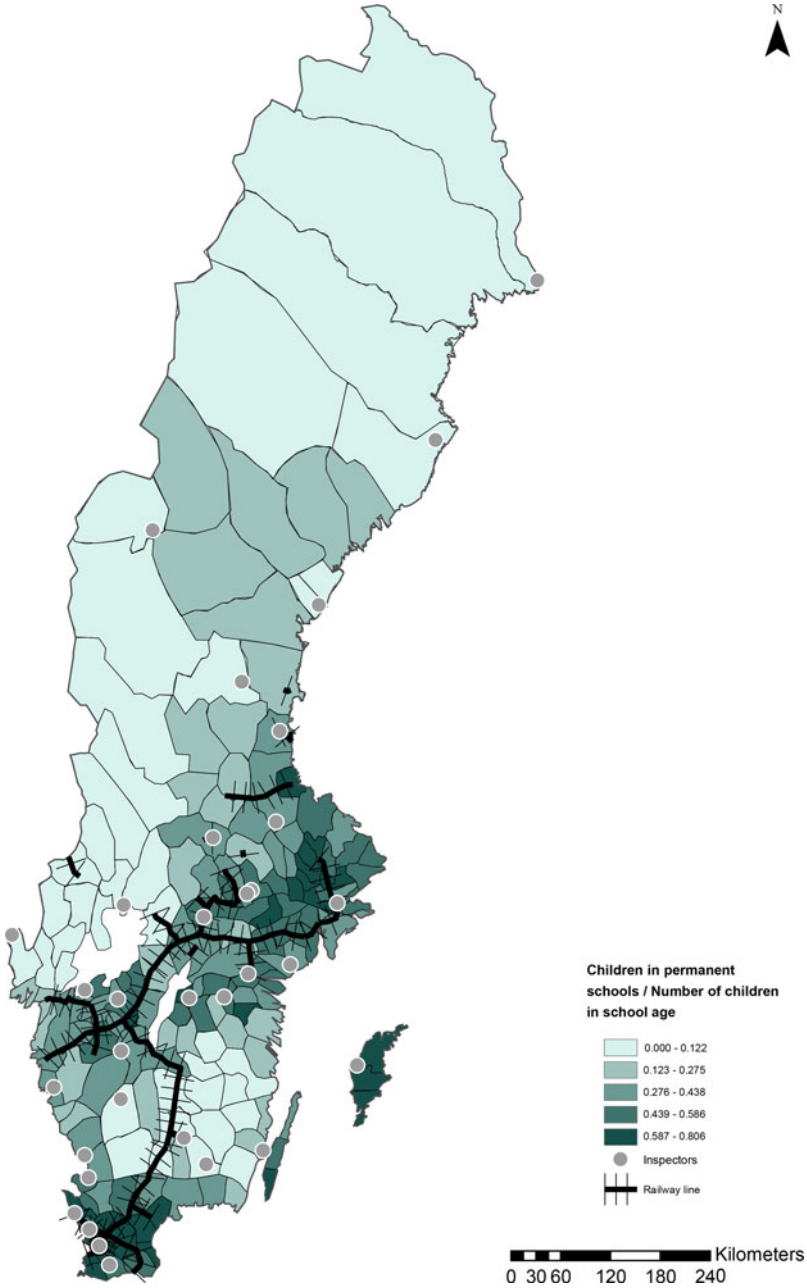 N
Children in permanent
schools / Number of children
in school age
0.000 - 0.122
0.123 - 0.275
0.276 - 0.438
0.439 - 0.586
0.587 - 0.806
Inspectors
Railway line
Kilometers
0 30 60 120 180 240